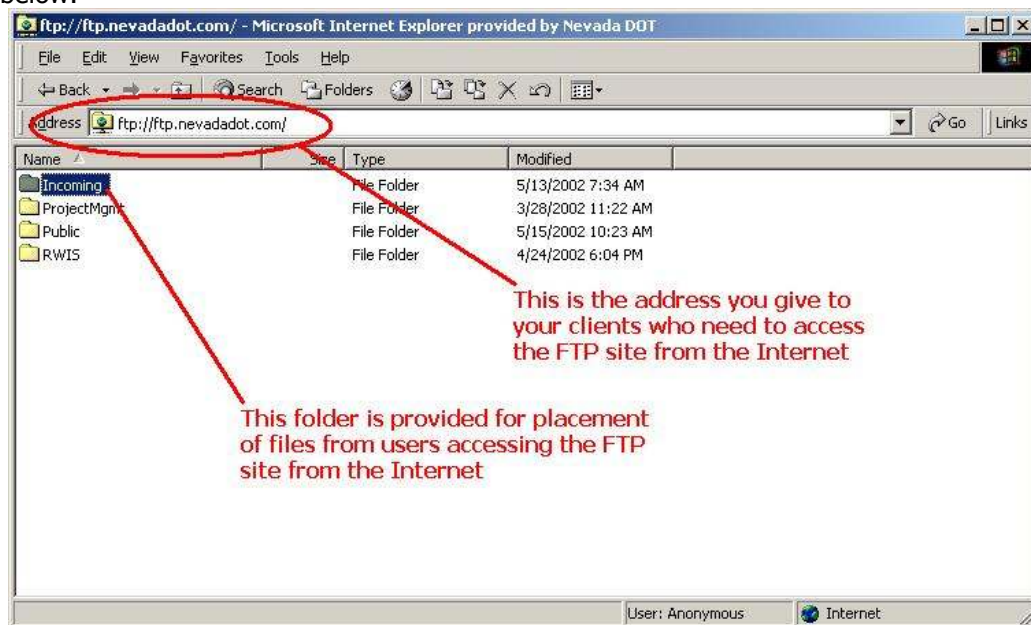 below.
ftp://ftp.nevadadot.com/ - Microsoft Internet Explorer provided by Nevada DOT
File Edit View Favorites Tools Help
Back Search Folders
Address ftp://ftp.nevadadot.com/ Go Links
Name Size Type Modified
Incoming File Folder 5/13/2002 7:34 AM
ProjectMgmt File Folder 3/28/2002 11:22 AM
Public File Folder 5/15/2002 10:23 AM
RWIS File Folder 4/24/2002 6:04 PM
This is the address you give to
your clients who need to access
the FTP site from the Internet
This folder is provided for placement
of files from users accessing the FTP
site from the Internet
User: Anonymous Internet